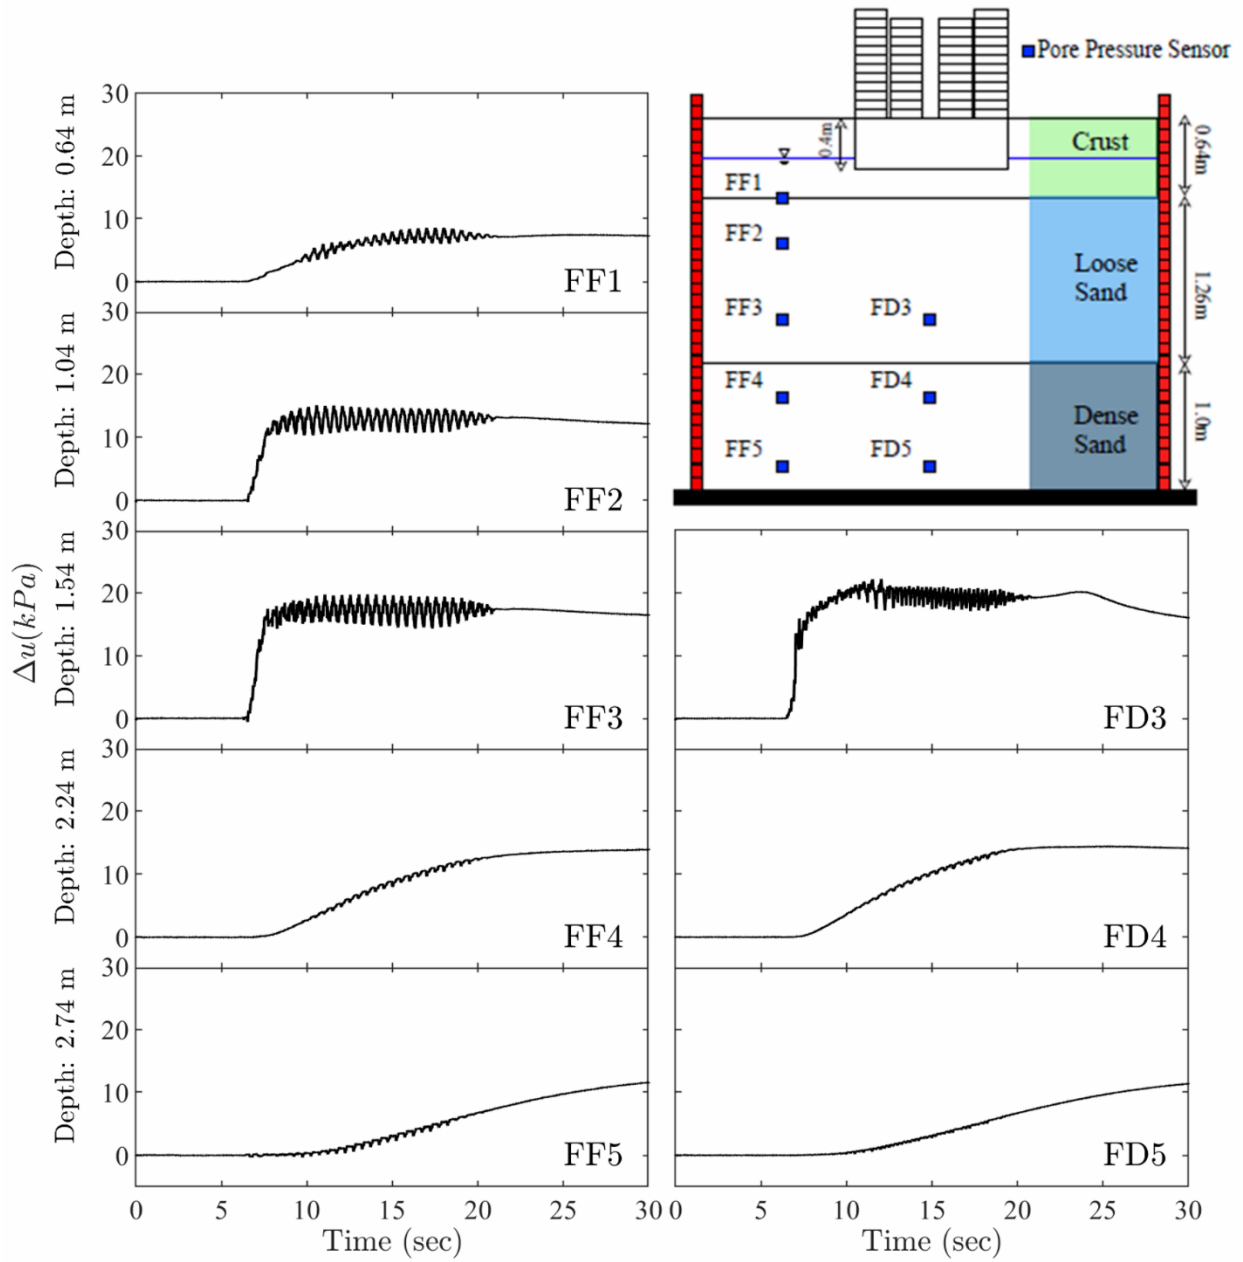 Pore Pressure Sensor
0.4m
Crust
0.64m
FF1
FF2
Loose
Sand
1.26m
FF3
FD3
FF4
FD4
Dense
Sand
1.0m
FF5
FD5
Δu(kPa)
Depth: 0.64 m
30
20
10
0
FF1
Depth: 1.04 m
30
20
10
0
FF2
Depth: 1.54 m
30
20
10
0
FF3
FD3
Depth: 2.24 m
30
20
10
0
FF4
FD4
Depth: 2.74 m
30
20
10
0
FF5
FD5
0 5 10 15 20 25 30
Time (sec)
0 5 10 15 20 25 30
Time (sec)